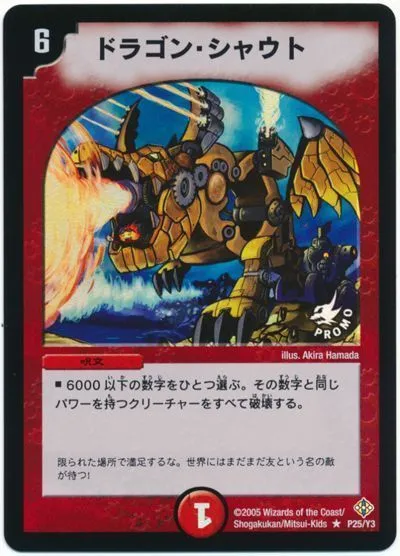 6
ドラゴン・シャウト
PROMO
illus. Akira Hamada
呪文
■ 6000以下の数字をひとつ選ぶ。その数字と同じ
パワーを持つクリーチャーをすべて破壊する。
限られた場所で満足するな。世界にはまだまだ友という名の敵
が待つ!
1
©2005 Wizards of the Coast/
Shogakukan/Mitsui-Kids ★ P25/Y3